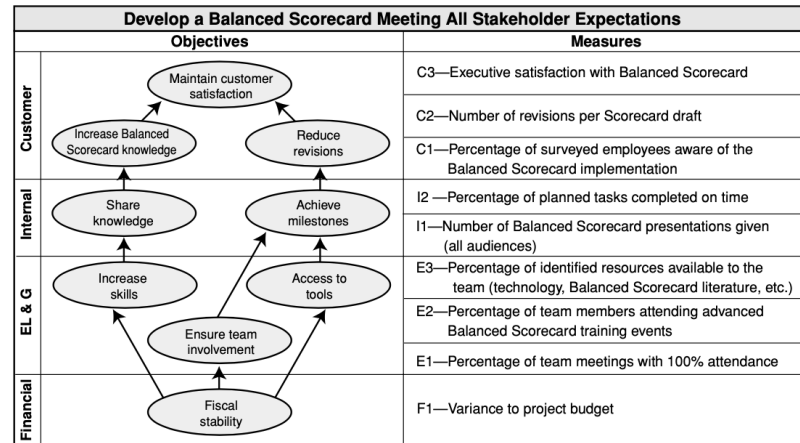 Develop a Balanced Scorecard Meeting All Stakeholder Expectations
Objectives
Measures
Customer
Maintain customer
satisfaction
Increase Balanced
Scorecard knowledge
Reduce
revisions
C3—Executive satisfaction with Balanced Scorecard
C2—Number of revisions per Scorecard draft
C1—Percentage of surveyed employees aware of the
Balanced Scorecard implementation
Internal
Share
knowledge
Achieve
milestones
I2 —Percentage of planned tasks completed on time
I1—Number of Balanced Scorecard presentations given
(all audiences)
EL & G
Increase
skills
Access to
tools
Ensure team
involvement
E3—Percentage of identified resources available to the
team (technology, Balanced Scorecard literature, etc.)
E2—Percentage of team members attending advanced
Balanced Scorecard training events
E1—Percentage of team meetings with 100% attendance
Financial
Fiscal
stability
F1—Variance to project budget